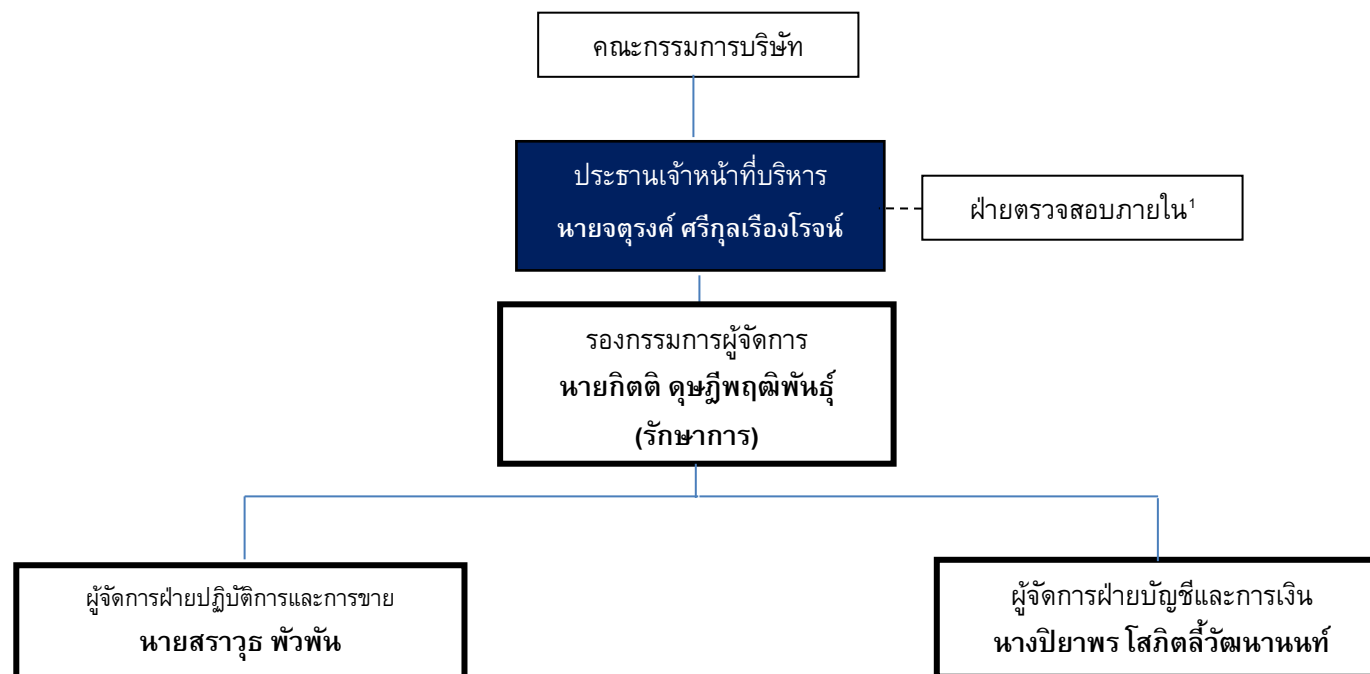 คณะกรรมการบริษัท
ประธานเจ้าหน้าที่บริหาร
นายจตุรงค์ ศรีกุลเรืองโรจน์
ฝ่ายตรวจสอบภายใน¹
รองกรรมการผู้จัดการ
นายกิตติ ดุษฎีพฤฒิพันธุ์
(รักษาการ)
ผู้จัดการฝ่ายปฏิบัติการและการขาย
นายสราวุธ พัวพัน
ผู้จัดการฝ่ายบัญชีและการเงิน
นางปิยาพร โสภิตลี้วัฒนานนท์